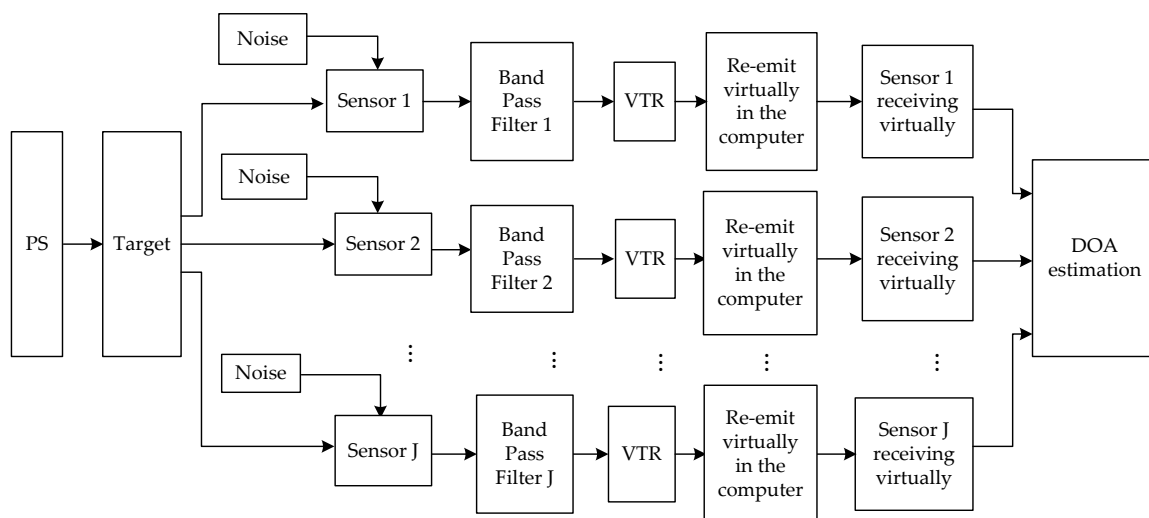 PS
Target
Noise
Sensor 1
Band
Pass
Filter 1
VTR
Re-emit
virtually
in the
computer
Sensor 1
receiving
virtually
Noise
Sensor 2
Band
Pass
Filter 2
VTR
Re-emit
virtually
in the
computer
Sensor 2
receiving
virtually
Noise
Sensor J
Band
Pass
Filter J
VTR
Re-emit
virtually
in the
computer
Sensor J
receiving
virtually
DOA
estimation